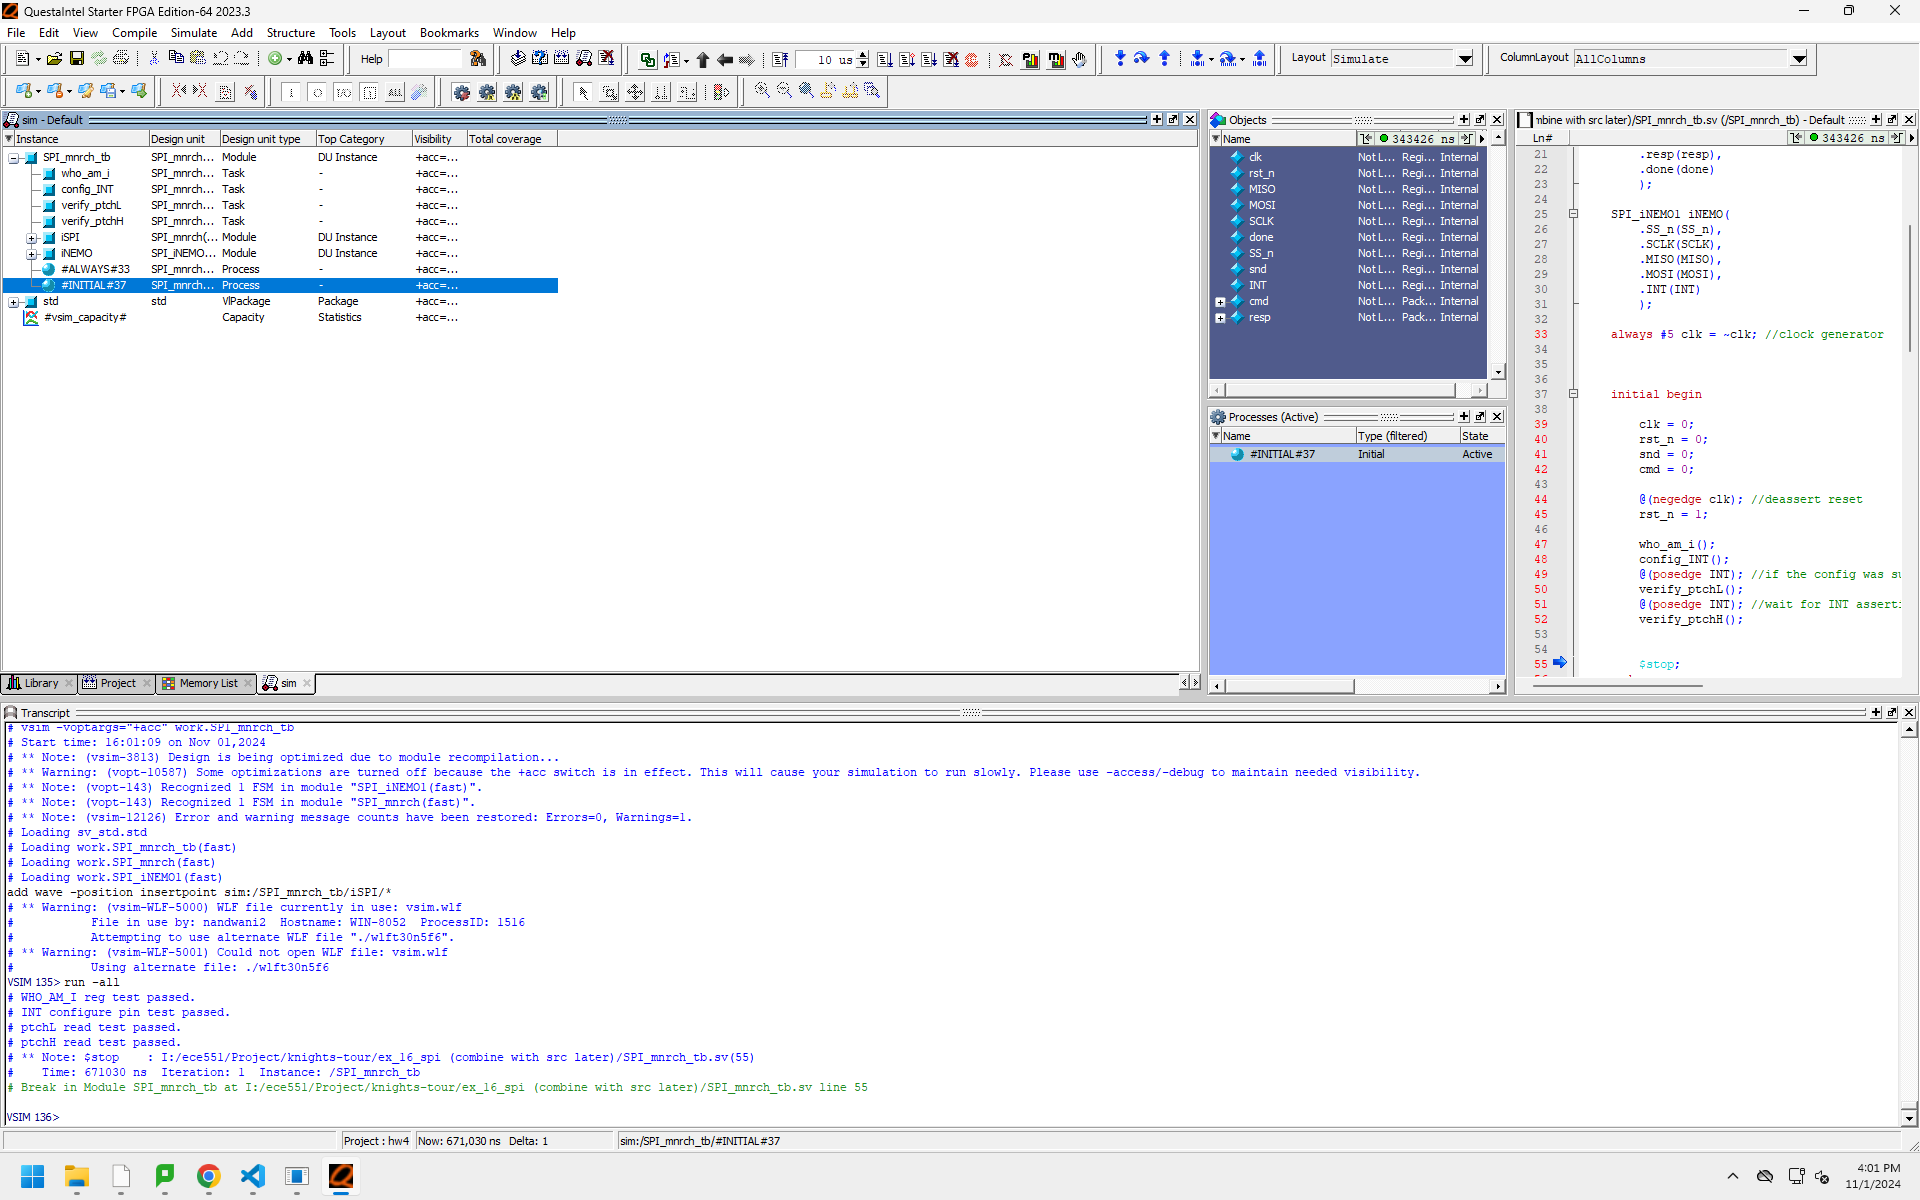 QuestaIntel Starter FPGA Edition-64 2023.3
File Edit View Compile Simulate Add Structure Tools Layout Bookmarks Window Help
Help
10 us
Layout Simulate
ColumnLayout AllColumns
sim - Default
Instance Design unit Design unit type Top Category Visibility Total coverage
SPI_mnrch_tb SPI_mnrch... Module DU Instance +acc=...
who_am_i SPI_mnrch... Task - +acc=...
config_INT SPI_mnrch... Task - +acc=...
verify_ptchL SPI_mnrch... Task - +acc=...
verify_ptchH SPI_mnrch... Task - +acc=...
iSPI SPI_mnrch(... Module DU Instance +acc=...
iNEMO SPI_iNEMO... Module DU Instance +acc=...
#ALWAYS#33 SPI_mnrch... Process - +acc=...
#INITIAL#37 SPI_mnrch... Process - +acc=...
std std VlPackage Package +acc=...
#vsim_capacity# Capacity Statistics +acc=...
Library Project Memory List sim
Objects
Name 343426 ns
clk Not L... Regi... Internal
rst_n Not L... Regi... Internal
MISO Not L... Regi... Internal
MOSI Not L... Regi... Internal
SCLK Not L... Regi... Internal
done Not L... Regi... Internal
SS_n Not L... Regi... Internal
snd Not L... Regi... Internal
INT Not L... Regi... Internal
cmd Not L... Pack... Internal
resp Not L... Pack... Internal
Processes (Active)
Name Type (filtered) State
#INITIAL#37 Initial Active
mbine with src later)/SPI_mnrch_tb.sv (/SPI_mnrch_tb) - Default
Ln# 343426 ns
21 .resp(resp),
22 .done(done)
23 );
24
25 SPI_iNEMO1 iNEMO(
26 .SS_n(SS_n),
27 .SCLK(SCLK),
28 .MISO(MISO),
29 .MOSI(MOSI),
30 .INT(INT)
31 );
32
33 always #5 clk = ~clk; //clock generator
34
35
36
37 initial begin
38
39 clk = 0;
40 rst_n = 0;
41 snd = 0;
42 cmd = 0;
43
44 @(negedge clk); //deassert reset
45 rst_n = 1;
46
47 who_am_i();
48 config_INT();
49 @(posedge INT); //if the config was su
50 verify_ptchL();
51 @(posedge INT); //wait for INT asserti
52 verify_ptchH();
53
54
55 $stop;
Transcript
# vsim -voptargs="+acc" work.SPI_mnrch_tb
# Start time: 16:01:09 on Nov 01,2024
# ** Note: (vsim-3813) Design is being optimized due to module recompilation...
# ** Warning: (vopt-10587) Some optimizations are turned off because the +acc switch is in effect. This will cause your simulation to run slowly. Please use -access/-debug to maintain needed visibility.
# ** Note: (vopt-143) Recognized 1 FSM in module "SPI_iNEMO1(fast)".
# ** Note: (vopt-143) Recognized 1 FSM in module "SPI_mnrch(fast)".
# ** Note: (vsim-12126) Error and warning message counts have been restored: Errors=0, Warnings=1.
# Loading sv_std.std
# Loading work.SPI_mnrch_tb(fast)
# Loading work.SPI_mnrch(fast)
# Loading work.SPI_iNEMO1(fast)
add wave -position insertpoint sim:/SPI_mnrch_tb/iSPI/*
# ** Warning: (vsim-WLF-5000) WLF file currently in use: vsim.wlf
# File in use by: nandwani2 Hostname: WIN-8052 ProcessID: 1516
# Attempting to use alternate WLF file "./wlft30n5f6".
# ** Warning: (vsim-WLF-5001) Could not open WLF file: vsim.wlf
# Using alternate file: ./wlft30n5f6
VSIM 135> run -all
# WHO_AM_I reg test passed.
# INT configure pin test passed.
# ptchL read test passed.
# ptchH read test passed.
# ** Note: $stop : I:/ece551/Project/knights-tour/ex_16_spi (combine with src later)/SPI_mnrch_tb.sv(55)
# Time: 671030 ns Iteration: 1 Instance: /SPI_mnrch_tb
# Break in Module SPI_mnrch_tb at I:/ece551/Project/knights-tour/ex_16_spi (combine with src later)/SPI_mnrch_tb.sv line 55
VSIM 136>
Project : hw4 Now: 671,030 ns Delta: 1 sim:/SPI_mnrch_tb/#INITIAL#37
4:01 PM
11/1/2024